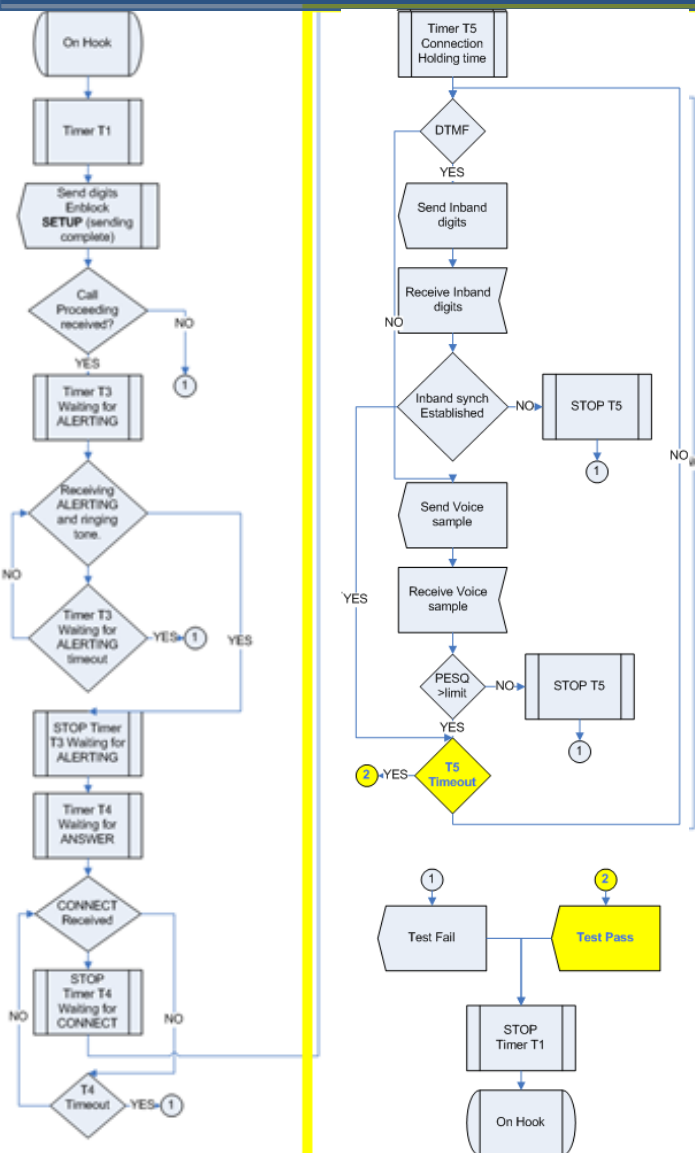 On Hook
Timer T1
Send digits
Enblock
SETUP (sending
complete)
Call
Proceeding
received?
NO
1
YES
Timer T3
Waiting for
ALERTING
Receiving
ALERTING
and ringing
tone.
NO
Timer T3
Waiting for
ALERTING
timeout
YES
1
YES
STOP Timer
T3 Waiting for
ALERTING
Timer T4
Waiting for
ANSWER
CONNECT
Received
STOP
Timer T4
Waiting for
CONNECT
NO
NO
T4
Timeout
YES
1
Timer T5
Connection
Holding time
DTMF
YES
Send Inband
digits
Receive Inband
digits
NO
Inband synch
Established
NO
STOP T5
1
NO
Send Voice
sample
Receive Voice
sample
YES
PESQ
>limit
NO
STOP T5
1
YES
T5
Timeout
YES
2
1
Test Fail
2
Test Pass
STOP
Timer T1
On Hook